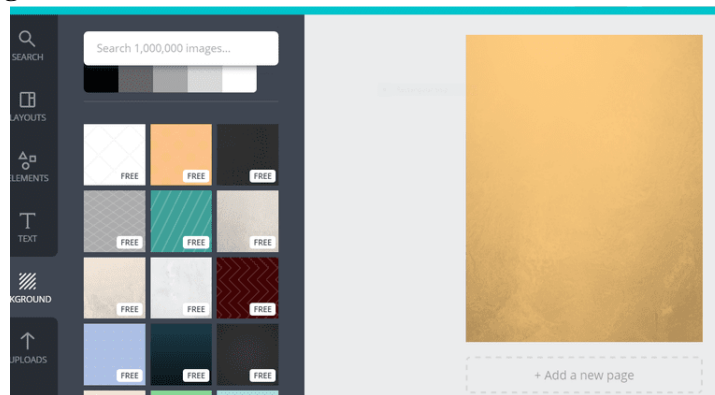 SEARCH
LAYOUTS
ELEMENTS
TEXT
KGROUND
UPLOADS
Search 1,000,000 images...
FREE
FREE
FREE
FREE
FREE
FREE
FREE
FREE
FREE
FREE
FREE
FREE
+ Add a new page